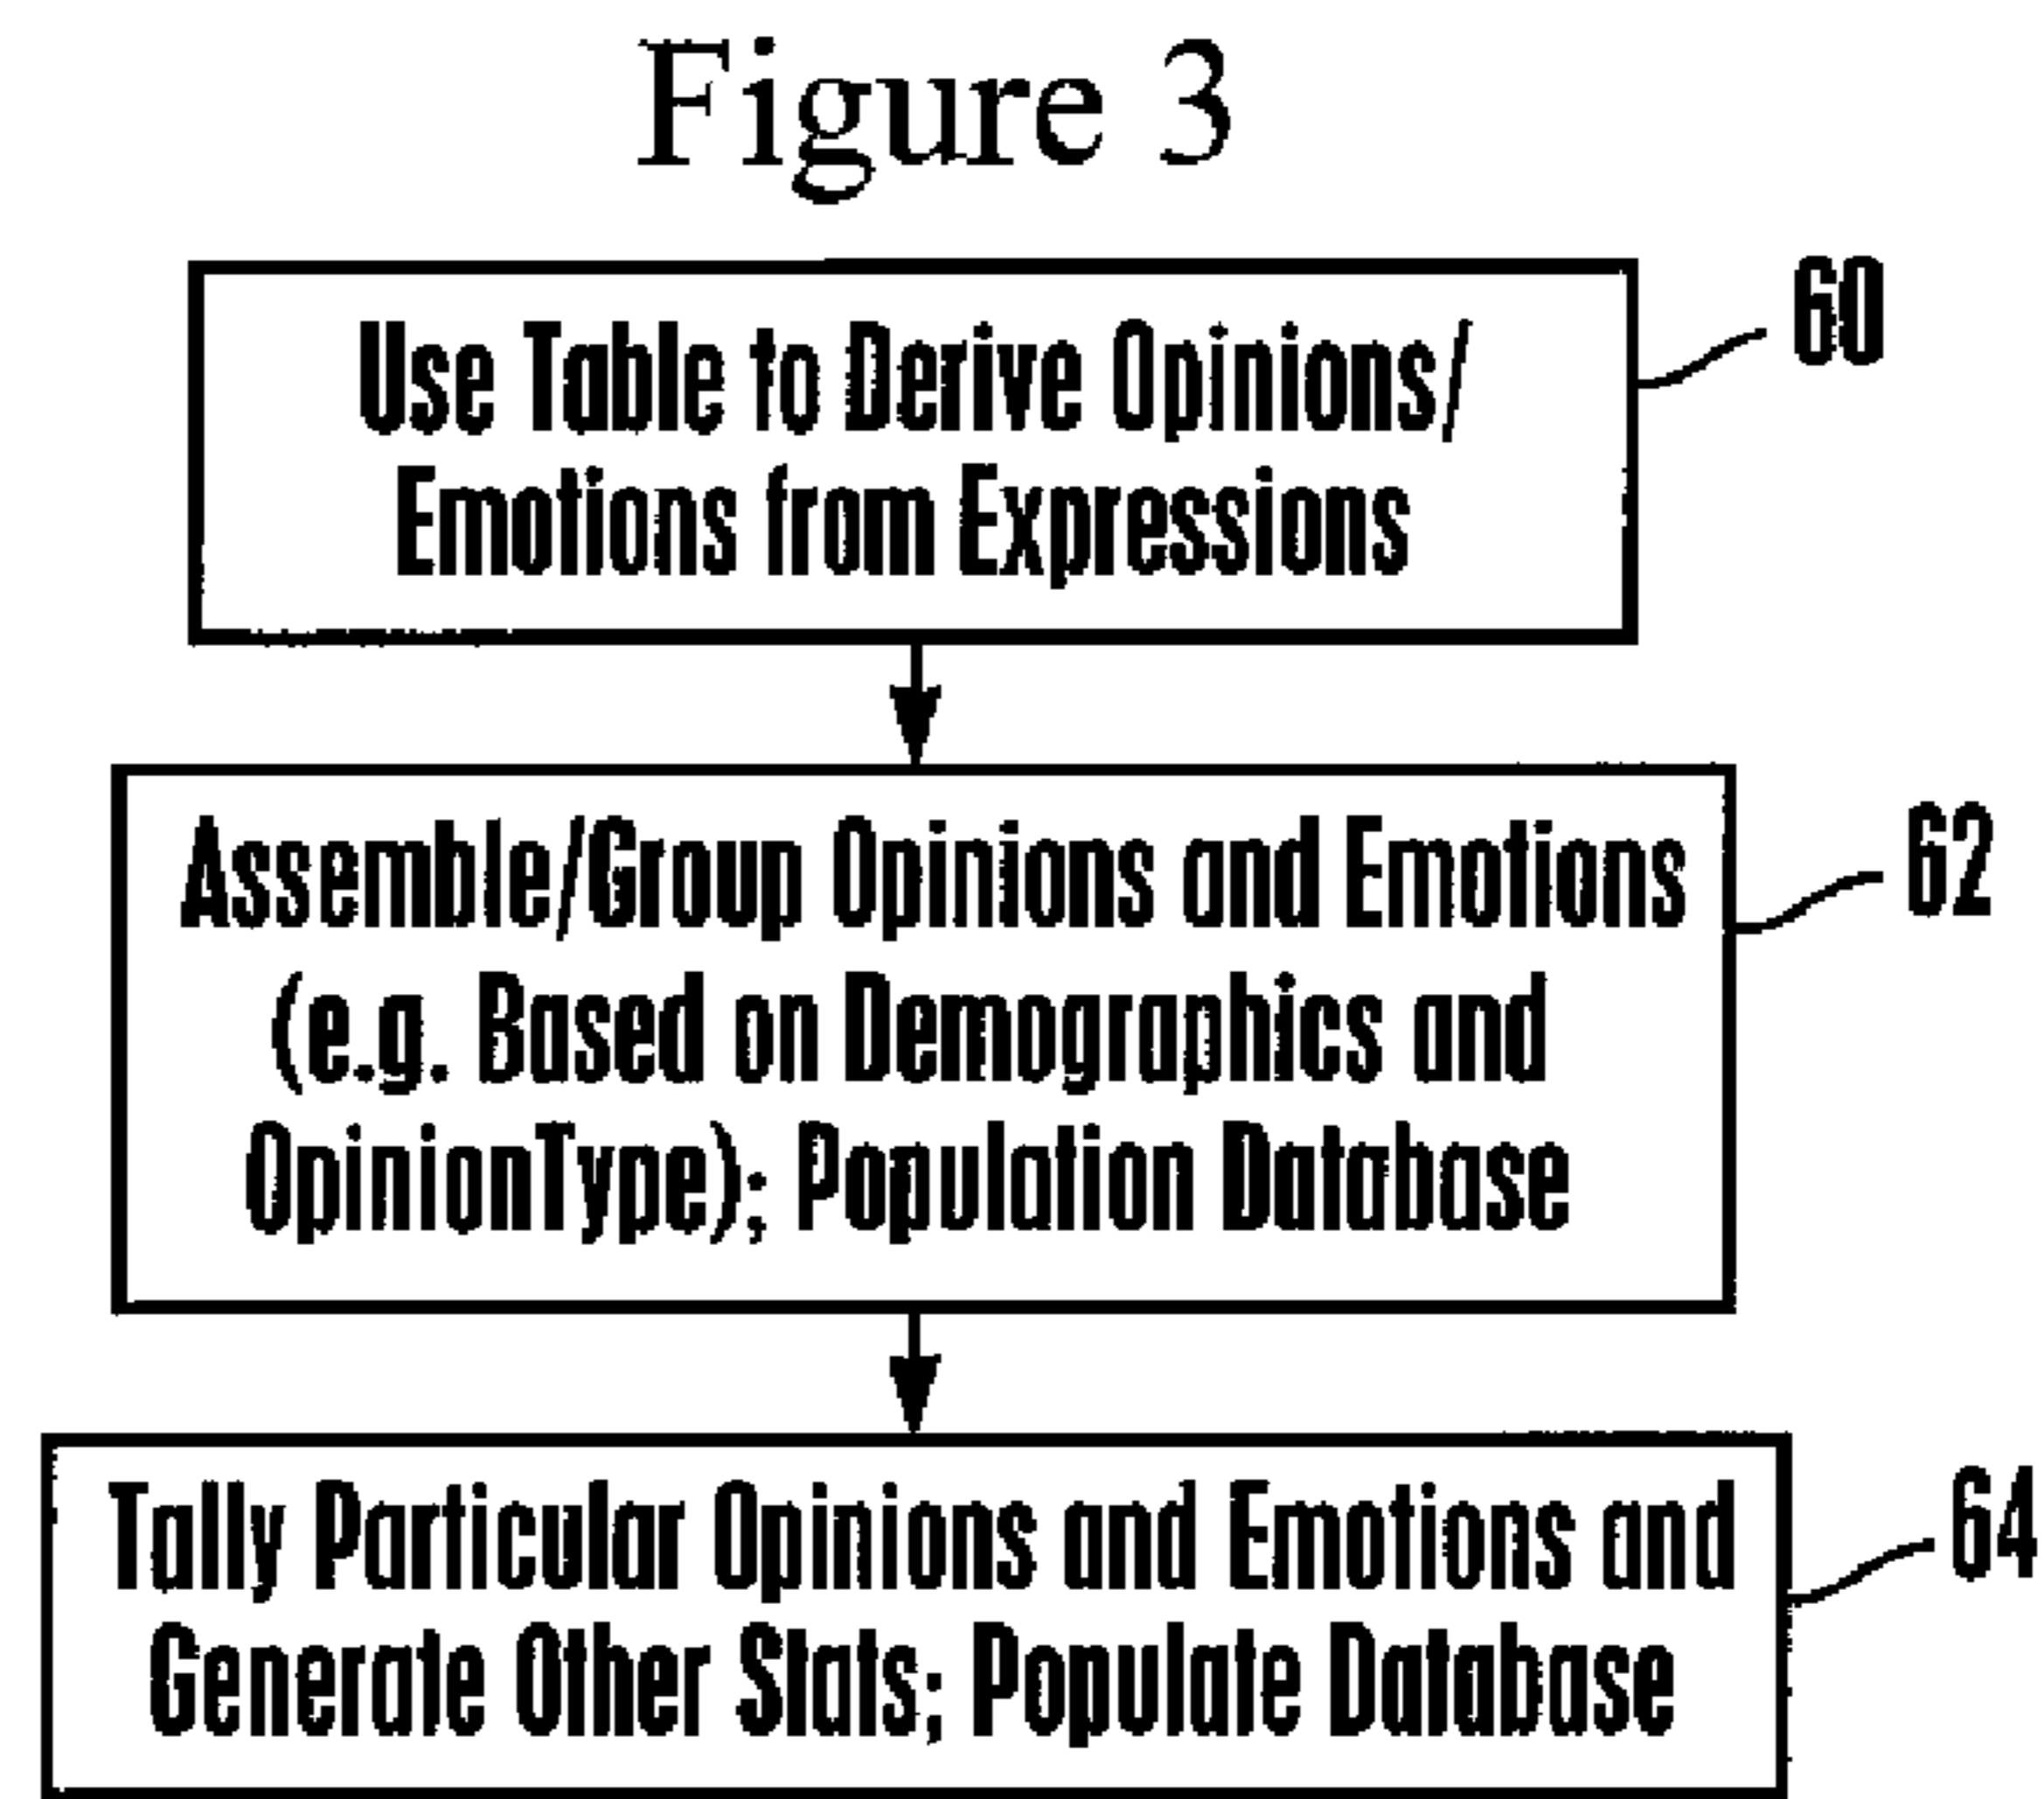 Figure 3
Use Table to Derive Opinions/
Emotions from Expressions
60
Assemble/Group Opinions and Emotions
(e.g. Based on Demographics and
OpinionType); Population Database
62
Tally Particular Opinions and Emotions and
Generate Other Stats; Populate Database
64